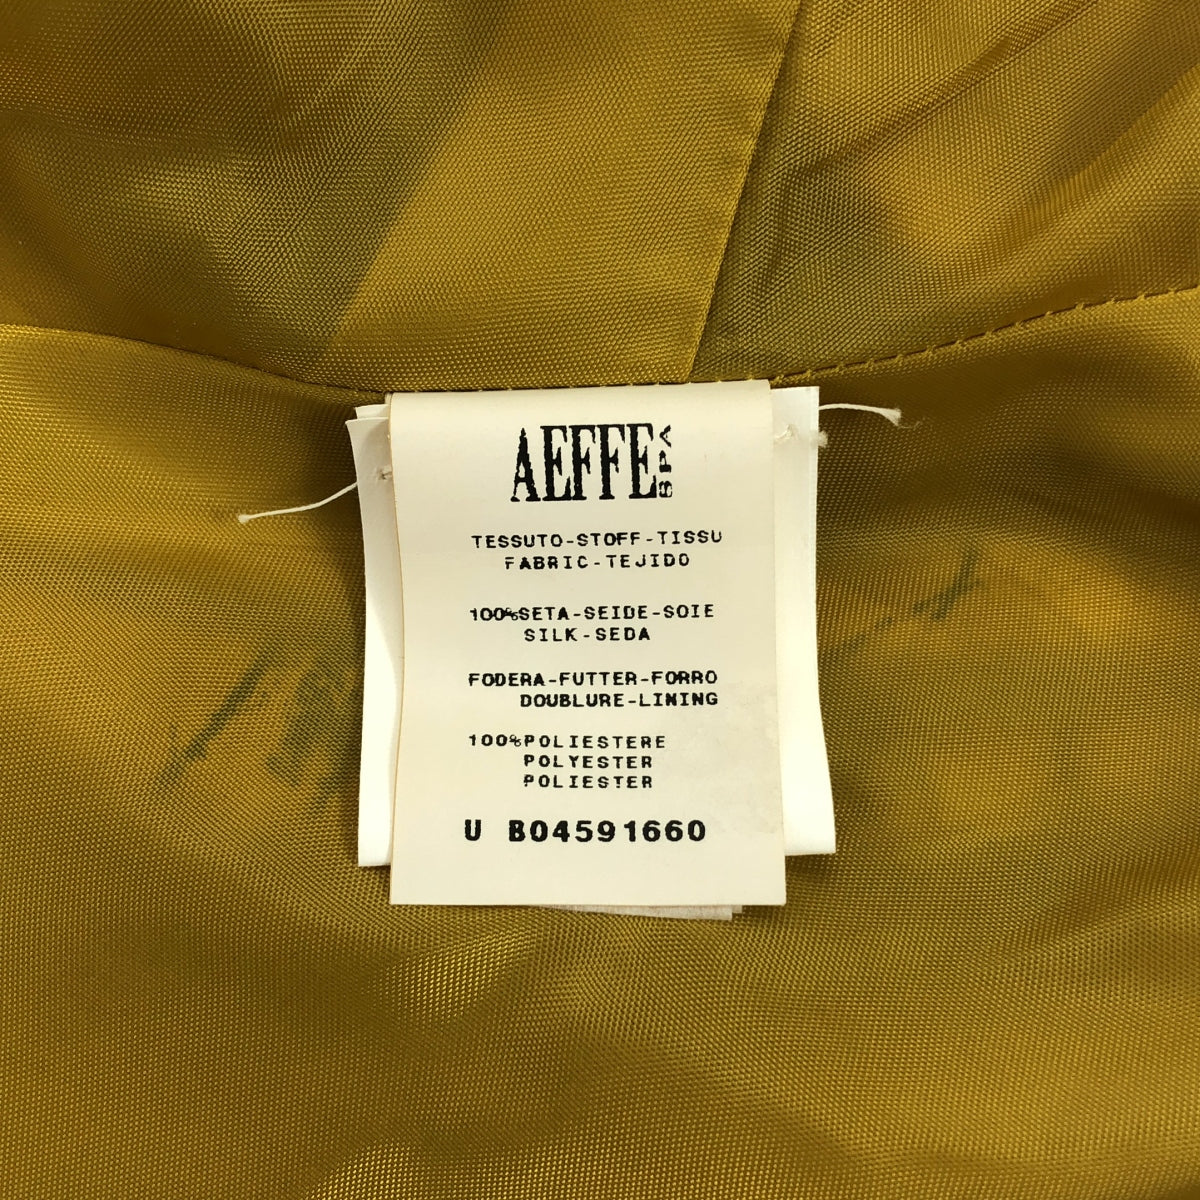 AEFFE SPA
TESSUTO-STOFF-TISSU
FABRIC-TEJIDO
100%SETA-SEIDE-SOIE
SILK-SEDA
FODERA-FUTTER-FORRO
DOUBLURE-LINING
100%POLIESTERE
POLYESTER
POLIESTER
U B04591660